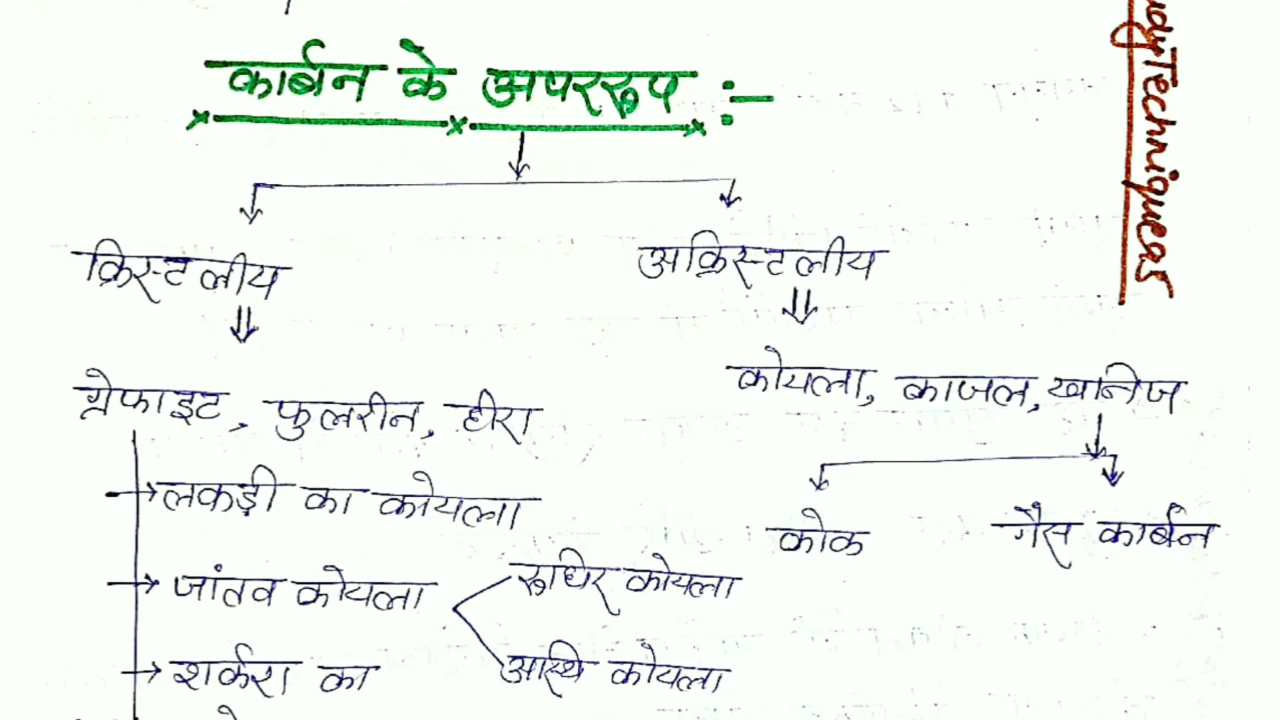 कार्बन के अपररूप :-
क्रिस्टलीय
अक्रिस्टलीय
ग्रेफाइट, फुलरीन, हीरा
कोयला, काजल, खनिज
कोक
गैस कार्बन
लकड़ी का कोयला
जांतव कोयला
रूधिर कोयला
अस्थि कोयला
शर्करा का